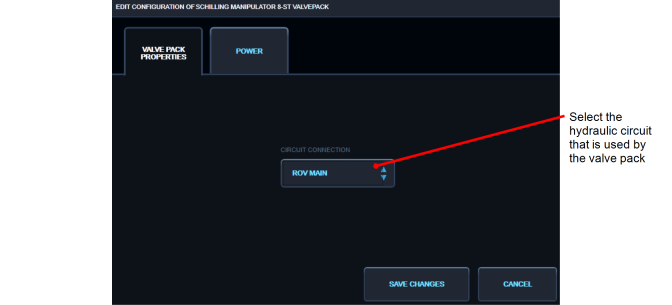 EDIT CONFIGURATION OF SCHILLING MANIPULATOR 8-ST VALVEPACK
VALVE PACK
PROPERTIES
POWER
CIRCUIT CONNECTION
ROV MAIN
Select the
hydraulic circuit
that is used by
the valve pack
SAVE CHANGES
CANCEL